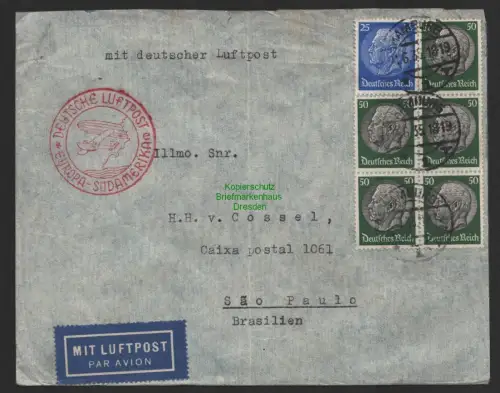 mit deutscher Luftpost
25
Deutsches Reich
50
Deutsches Reich
50
Deutsches Reich
50
Deutsches Reich
50
Deutsches Reich
50
Deutsches Reich
DEUTSCHE LUFTPOST
EUROPA-SÜDAMERIKA
Illmo. Snr.
Kopierschutz
Briefmarkenhaus
Dresden
H.H. v. Cossel,
Caixa postal 1061
São Paulo
Brasilien
MIT LUFTPOST
PAR AVION